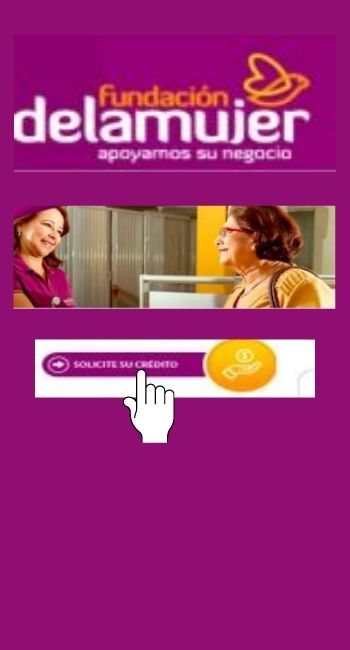 fundación
delamujer
apoyamos su negocio
SOLICITE SU CRÉDITO
$